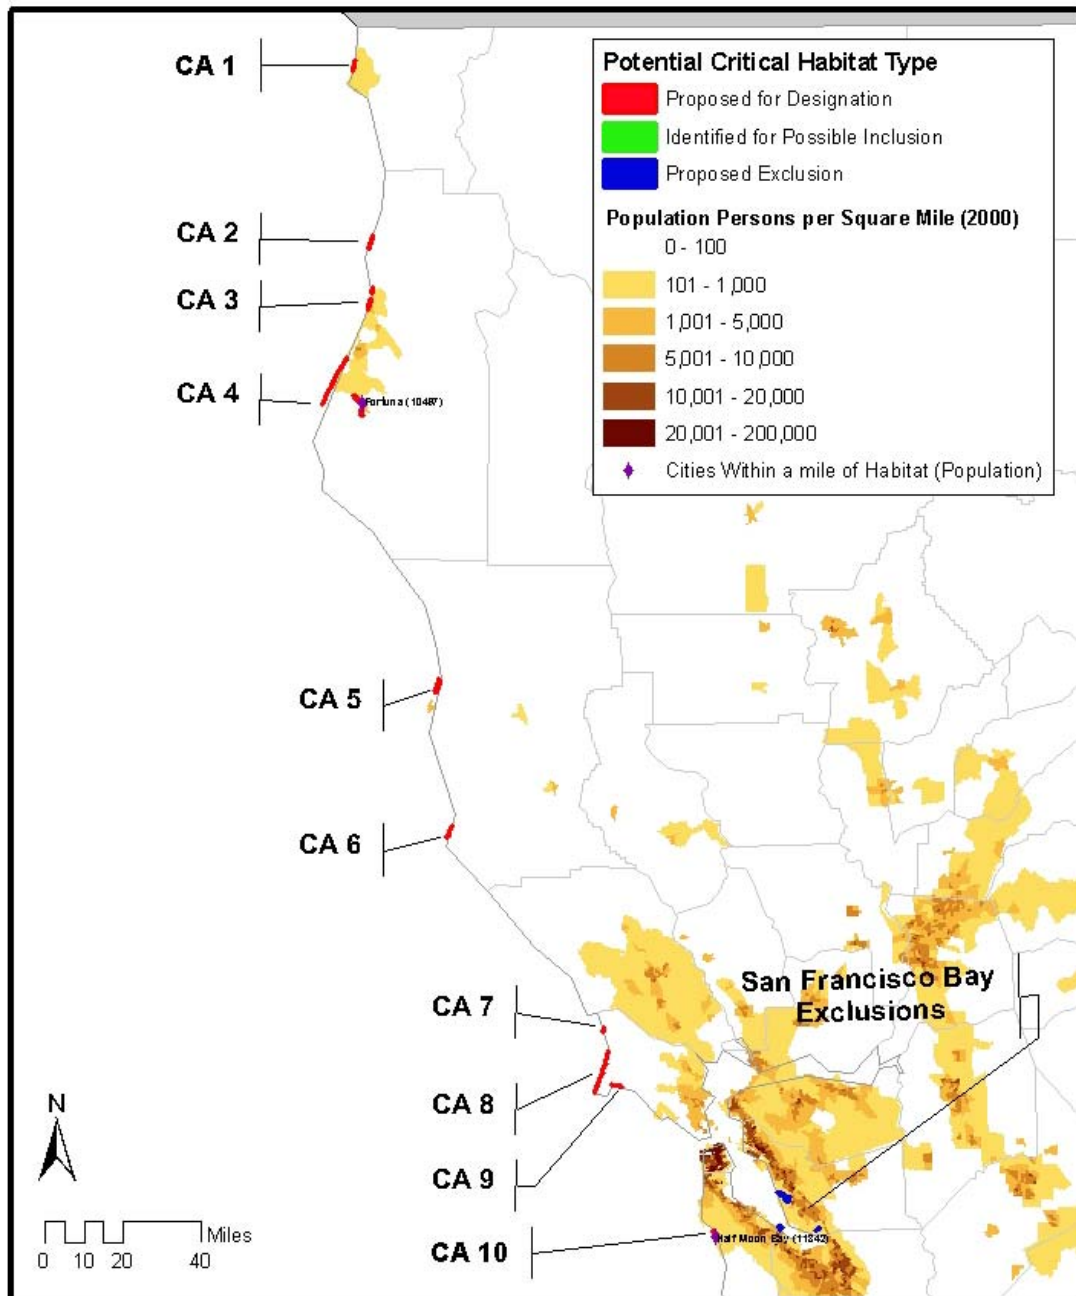 CA 1
CA 2
CA 3
CA 4
Fortuna (10497)
CA 5
CA 6
CA 7
CA 8
CA 9
CA 10
Half Moon Bay (11842)
San Francisco Bay
Exclusions
Potential Critical Habitat Type
Proposed for Designation
Identified for Possible Inclusion
Proposed Exclusion
Population Persons per Square Mile (2000)
0 - 100
101 - 1,000
1,001 - 5,000
5,001 - 10,000
10,001 - 20,000
20,001 - 200,000
Cities Within a mile of Habitat (Population)
N
Miles
0 10 20 40